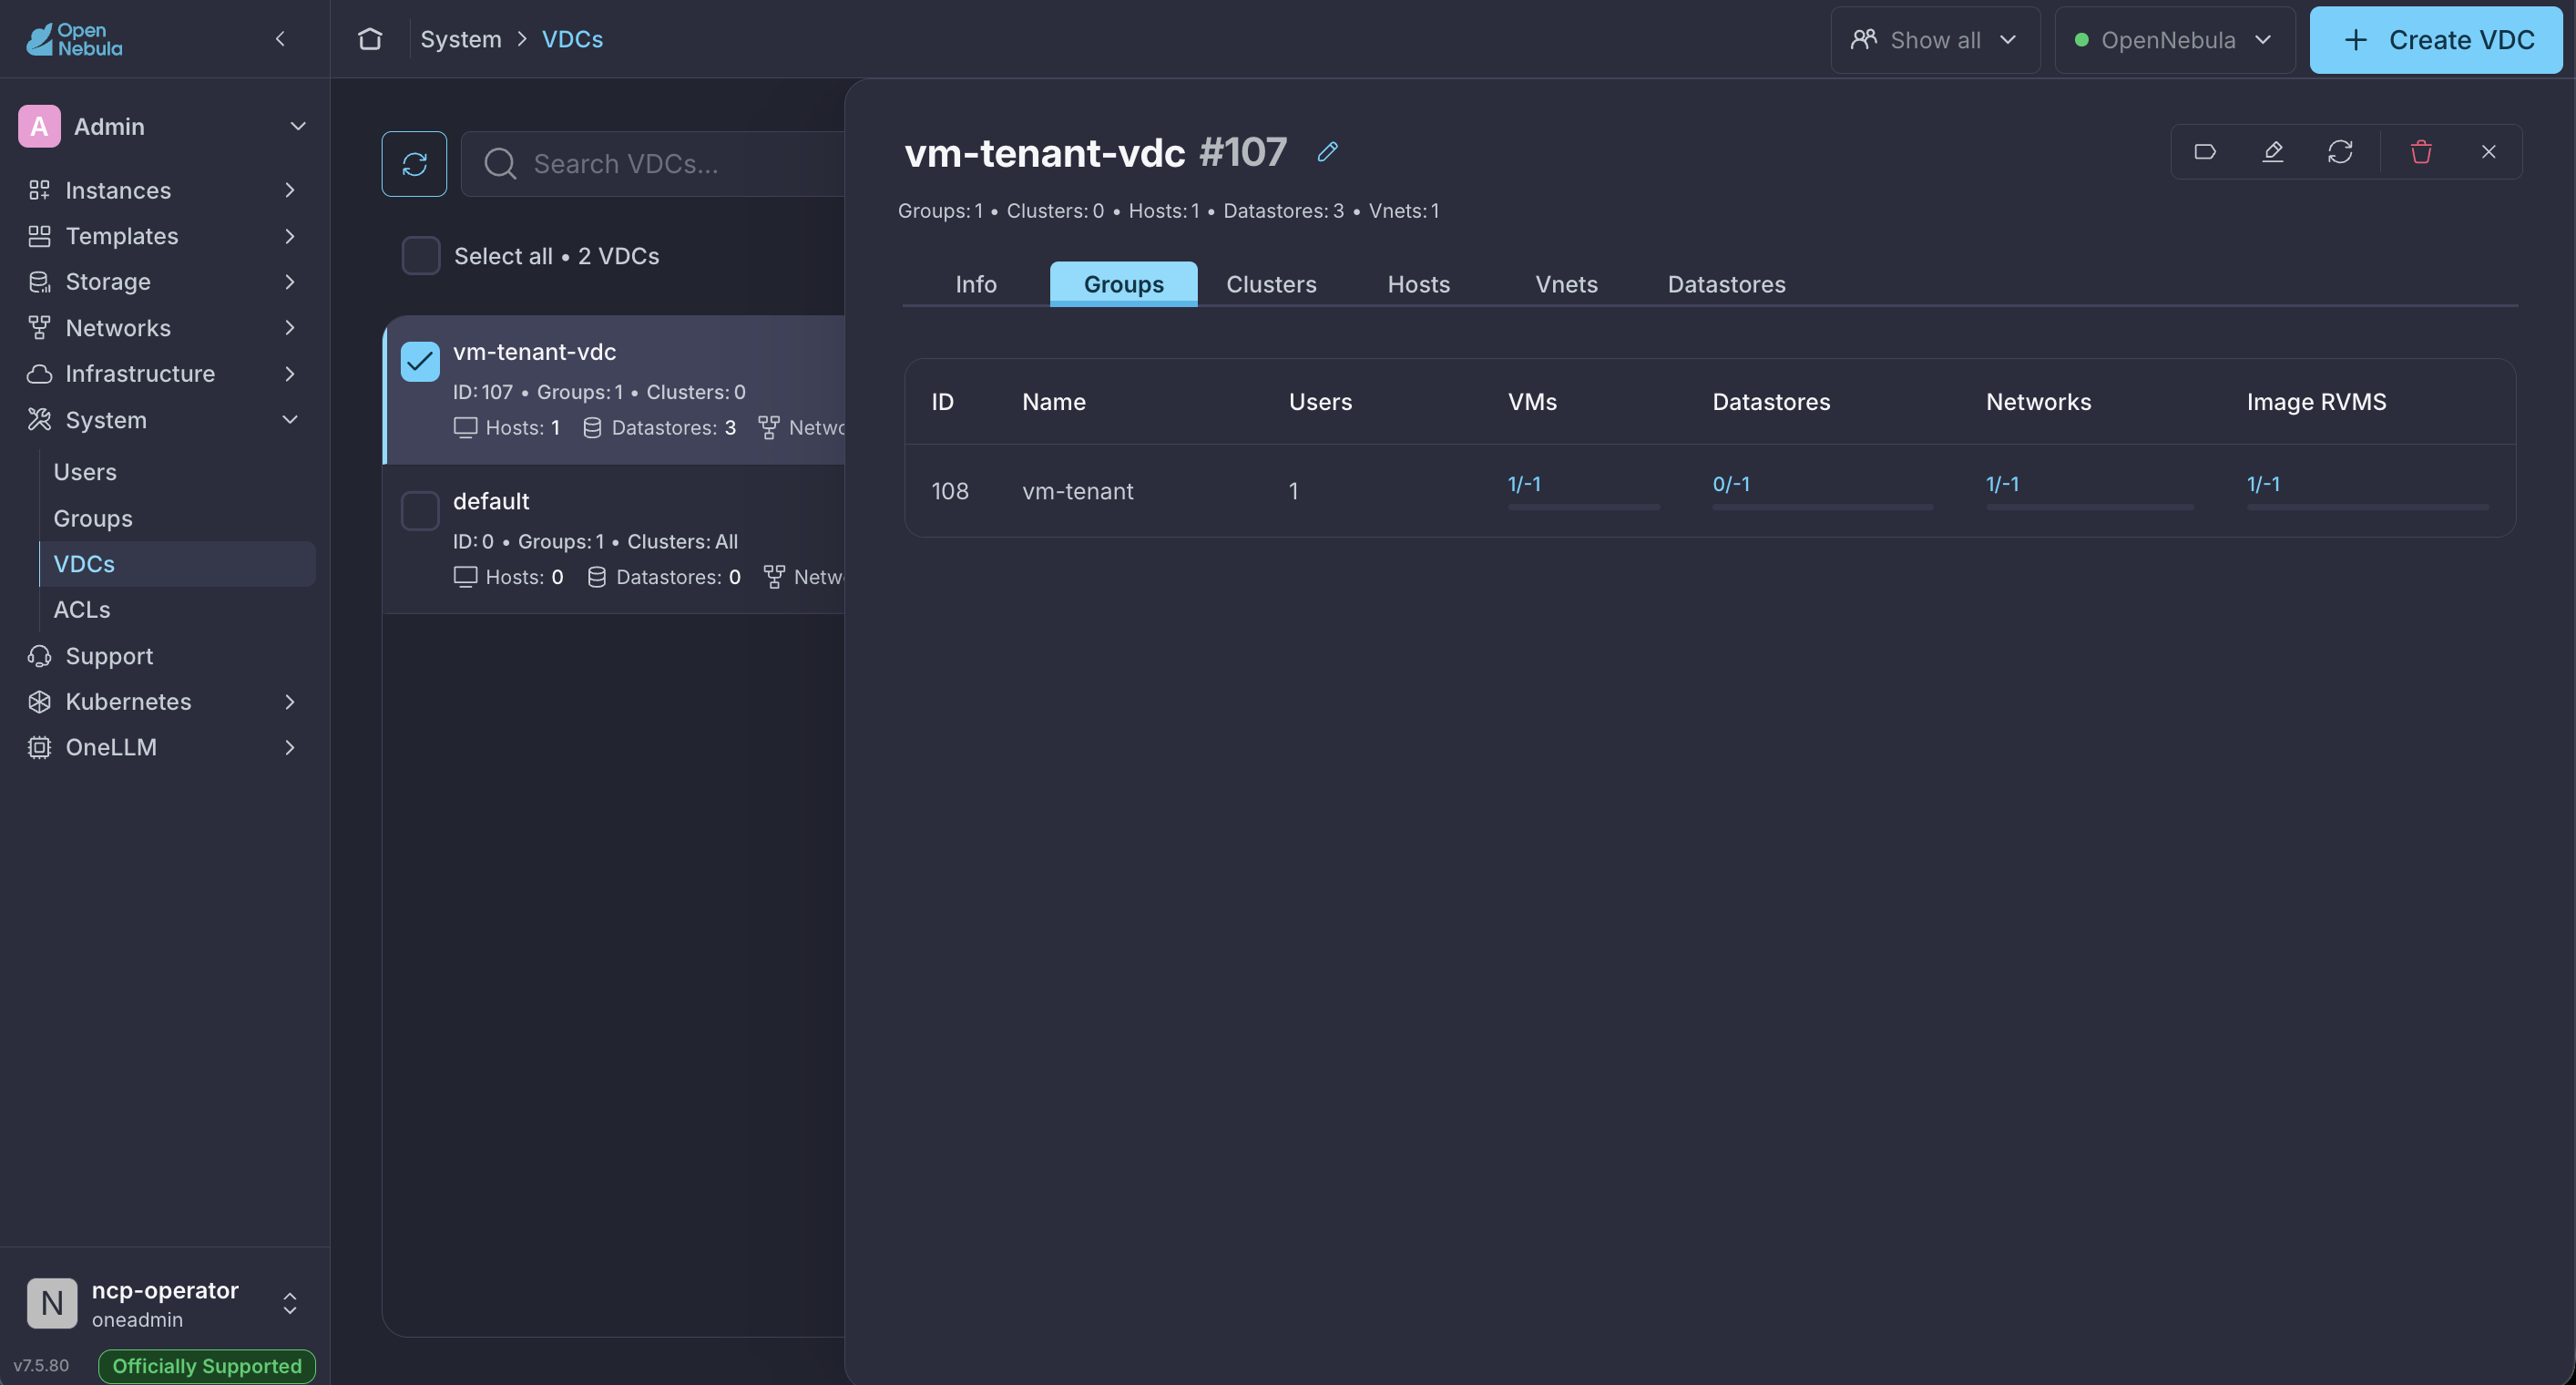 Open
Nebula
System > VDCs
Show all
OpenNebula
+ Create VDC
A Admin
Instances
Templates
Storage
Networks
Infrastructure
System
Users
Groups
VDCs
ACLs
Support
Kubernetes
OneLLM
N ncp-operator
oneadmin
v7.5.80 Officially Supported
Search VDCs...
Select all • 2 VDCs
vm-tenant-vdc
ID: 107 • Groups: 1 • Clusters: 0
Hosts: 1 Datastores: 3 Netwo
default
ID: 0 • Groups: 1 • Clusters: All
Hosts: 0 Datastores: 0 Netw
vm-tenant-vdc #107
Groups: 1 • Clusters: 0 • Hosts: 1 • Datastores: 3 • Vnets: 1
Info Groups Clusters Hosts Vnets Datastores
ID Name Users VMs Datastores Networks Image RVMS
108 vm-tenant 1 1/-1 0/-1 1/-1 1/-1